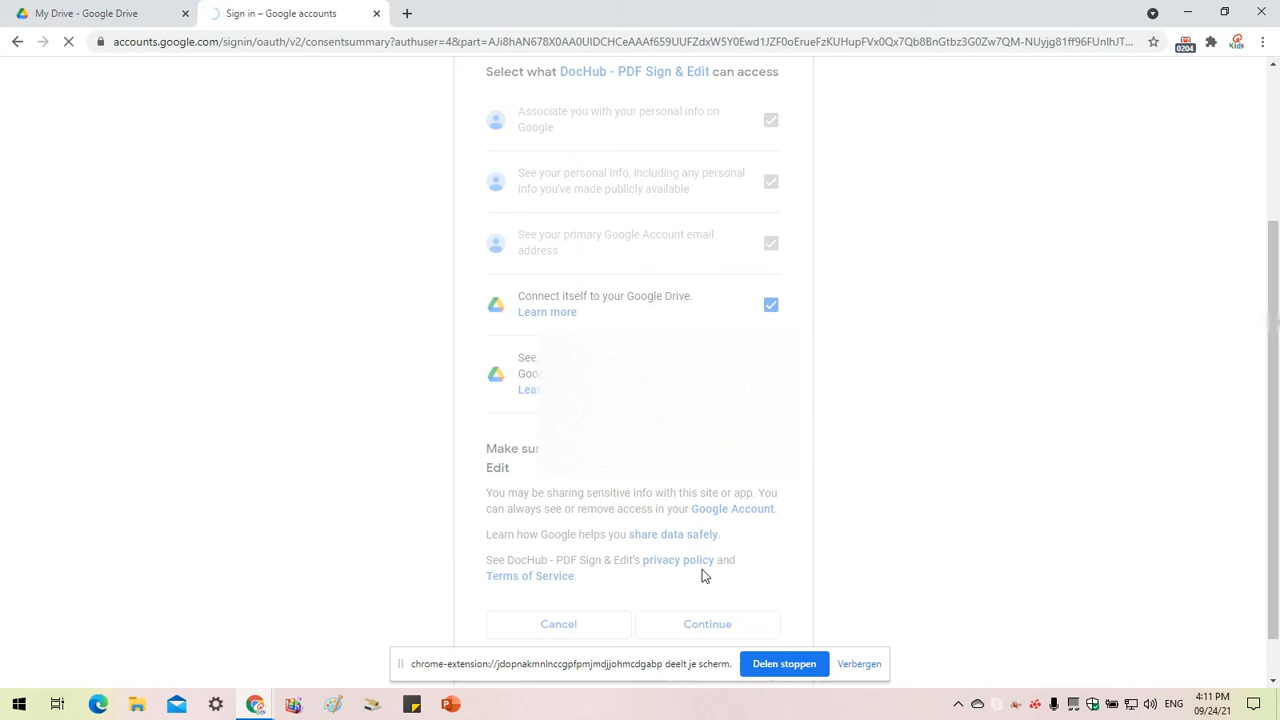 My Drive - Google Drive
Sign in – Google accounts
accounts.google.com/signin/oauth/v2/consentsummary?authuser=4&part=AJi8hAN678X0AA0UIDCHCeAAAf659UUFZdxW5Y0Ewd1JZF0oErueFzKUHupFVx0Qx7Qb8BnGtbz3G0Zw7QM-NUyjg81ff96FUnlhJT...
0204
Kids
Select what DocHub - PDF Sign & Edit can access
Associate you with your personal info on
Google
See your personal info, including any personal
info you've made publicly available
See your primary Google Account email
address
Connect itself to your Google Drive.
Learn more
See,
Goo
Lea
Make sur
Edit
You may be sharing sensitive info with this site or app. You
can always see or remove access in your Google Account.
Learn how Google helps you share data safely.
See DocHub - PDF Sign & Edit's privacy policy and
Terms of Service.
Cancel
Continue
chrome-extension://jdopnakmnlnccgpfpmjmdjjohmcdgabp deelt je scherm.
Delen stoppen
Verbergen
4:11 PM
09/24/21